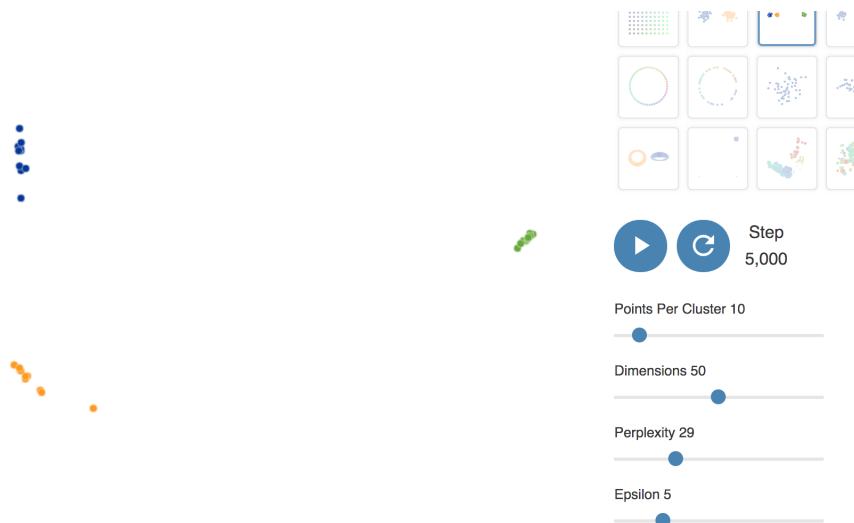 Step
5,000
Points Per Cluster 10
Dimensions 50
Perplexity 29
Epsilon 5